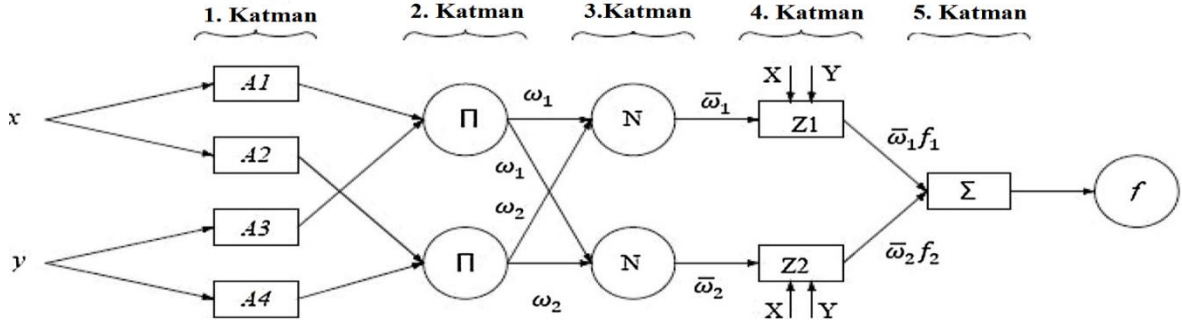 1. Katman 2. Katman 3.Katman 4. Katman 5. Katman
x
y
A1
A2
A3
A4
Π
Π
ω1
ω1
ω2
ω2
N
N
ω̅1
ω̅2
X Y
Z1
Z2
X Y
ω̅1f1
ω̅2f2
Σ
f